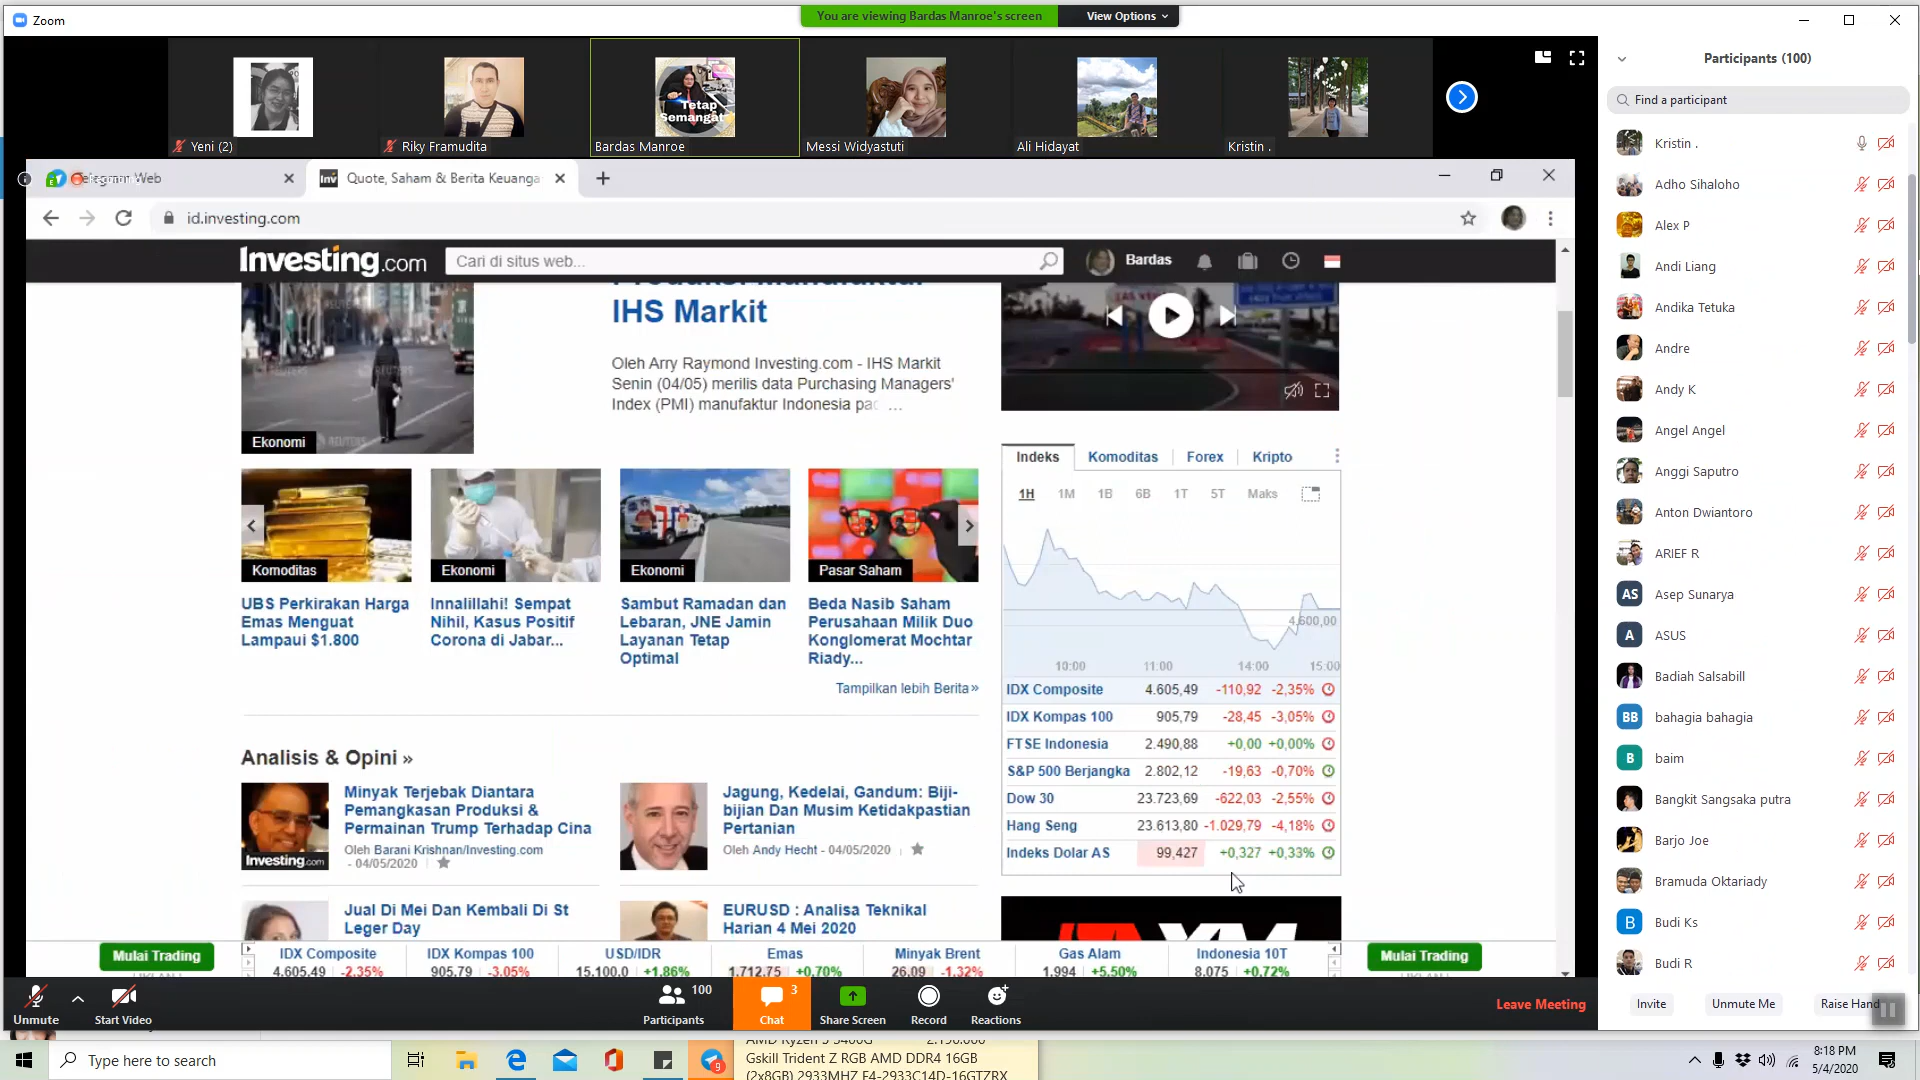 Zoom
You are viewing Bardas Manroe's screen
View Options
Yeni (2)
Riky Framudita
Tetap
Semangat
Bardas Manroe
Messi Widyastuti
Ali Hidayat
Kristin .
Participants (100)
Find a participant
Kristin .
Adho Sihaloho
Alex P
Andi Liang
Andika Tetuka
Andre
Andy K
Angel Angel
Anggi Saputro
Anton Dwiantoro
ARIEF R
AS Asep Sunarya
A ASUS
Badiah Salsabill
BB bahagia bahagia
B baim
Bangkit Sangsaka putra
Barjo Joe
Bramuda Oktariady
B Budi Ks
Budi R
Invite
Unmute Me
Raise Hand
Web
Inv Quote, Saham & Berita Keuanga
id.investing.com
Investing.com
Cari di situs web...
Bardas
IHS Markit
Oleh Arry Raymond Investing.com - IHS Markit
Senin (04/05) merilis data Purchasing Managers'
Index (PMI) manufaktur Indonesia pac ...
Ekonomi
REUTERS
Komoditas
UBS Perkirakan Harga
Emas Menguat
Lampaui $1.800
Ekonomi
Innalillahi! Sempat
Nihil, Kasus Positif
Corona di Jabar...
Ekonomi
Sambut Ramadan dan
Lebaran, JNE Jamin
Layanan Tetap
Optimal
Pasar Saham
Beda Nasib Saham
Perusahaan Milik Duo
Konglomerat Mochtar
Riady...
Tampilkan lebih Berita»
Analisis & Opini »
Minyak Terjebak Diantara
Pemangkasan Produksi &
Permainan Trump Terhadap Cina
Oleh Barani Krishnan/Investing.com
- 04/05/2020
Investing.com
Jagung, Kedelai, Gandum: Biji-
bijian Dan Musim Ketidakpastian
Pertanian
Oleh Andy Hecht - 04/05/2020
Jual Di Mei Dan Kembali Di St
Leger Day
EURUSD : Analisa Teknikal
Harian 4 Mei 2020
Indeks Komoditas Forex Kripto
1H 1M 1B 6B 1T 5T Maks
4.600,00
10:00 11:00 14:00 15:00
IDX Composite 4.605,49 -110,92 -2,35%
IDX Kompas 100 905,79 -28,45 -3,05%
FTSE Indonesia 2.490,88 +0,00 +0,00%
S&P 500 Berjangka 2.802,12 -19,63 -0,70%
Dow 30 23.723,69 -622,03 -2,55%
Hang Seng 23.613,80 -1.029,79 -4,18%
Indeks Dolar AS 99,427 +0,327 +0,33%
Mulai Trading
IDX Composite IDX Kompas 100 USD/IDR Emas Minyak Brent Gas Alam Indonesia 10T
4.605,49 -2.35% 905,79 -3.05% 15.100,0 +1,86% 1.712,75 +0,70% 26,09 -1,32% 1,994 +5,50% 8,075 +0,72%
Mulai Trading
Unmute
Start Video
100
Participants
3
Chat
Share Screen
Record
Reactions
Leave Meeting
Type here to search
9
Gskill Trident Z RGB AMD DDR4 16GB
(2x8GB) 2933MHZ F4-2933C14D-16GTZRX
8:18 PM
5/4/2020